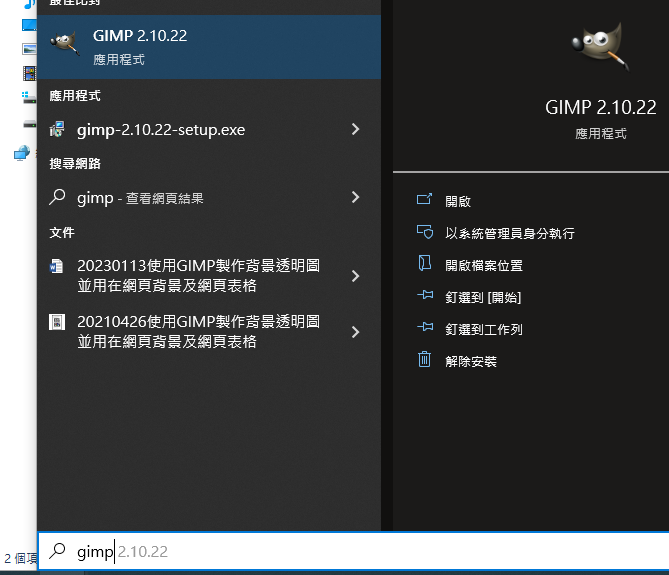 最佳比對
GIMP 2.10.22
應用程式
應用程式
gimp-2.10.22-setup.exe
搜尋網路
gimp - 查看網頁結果
文件
20230113使用GIMP製作背景透明圖
並用在網頁背景及網頁表格
20210426使用GIMP製作背景透明圖
並用在網頁背景及網頁表格
GIMP 2.10.22
應用程式
開啟
以系統管理員身分執行
開啟檔案位置
釘選到 [開始]
釘選到工作列
解除安裝
2 個項
gimp 2.10.22